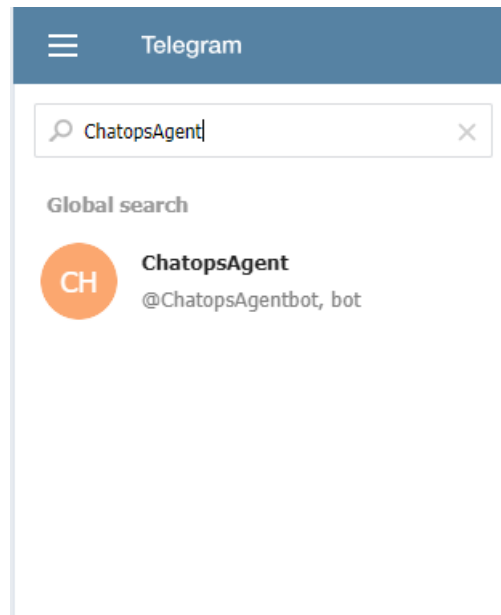 Telegram
ChatopsAgent
Global search
CH
ChatopsAgent
@ChatopsAgentbot, bot